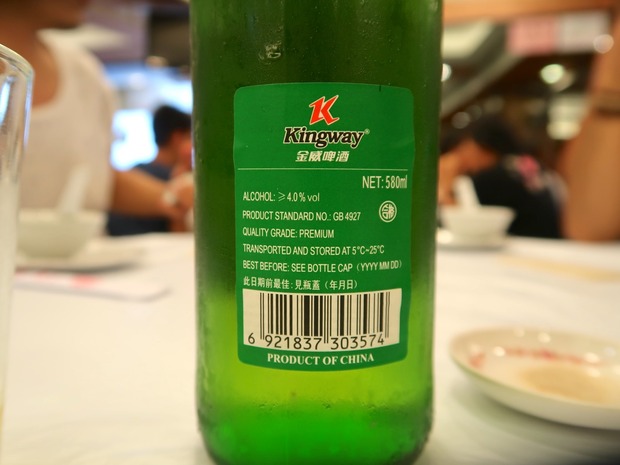 Kingway®
金威啤酒
NET: 580ml
ALCOHOL: ≥4.0% vol
PRODUCT STANDARD NO.: GB 4927
QUALITY GRADE: PREMIUM
TRANSPORTED AND STORED AT 5°C~25°C
BEST BEFORE: SEE BOTTLE CAP (YYYY MM DD)
此日期前最佳: 見瓶蓋 (年月日)
6 921837 303574
PRODUCT OF CHINA